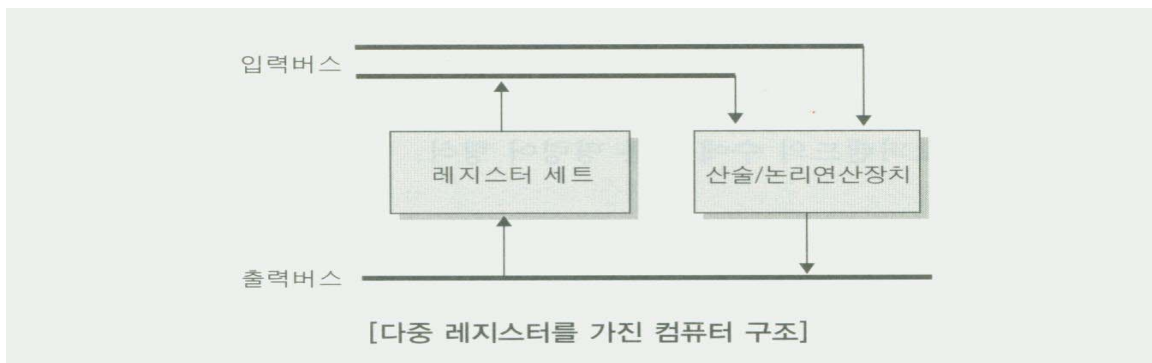 입력버스
레지스터 세트
산술/논리연산장치
출력버스
[다중 레지스터를 가진 컴퓨터 구조]